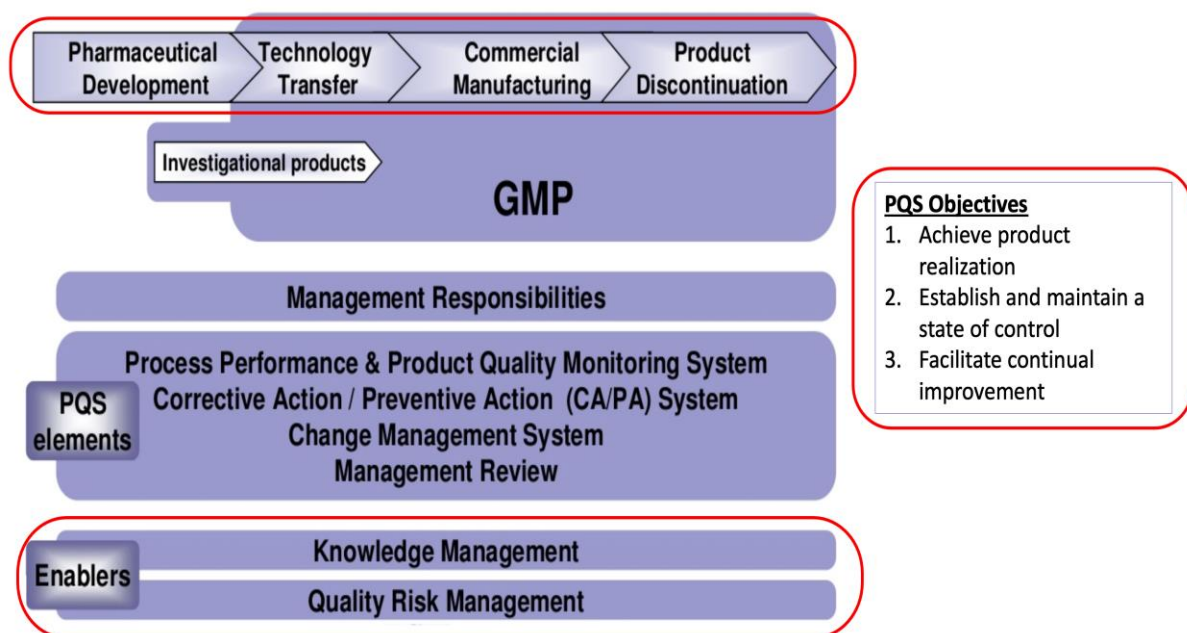 Pharmaceutical
Development
Technology
Transfer
Commercial
Manufacturing
Product
Discontinuation
Investigational products
GMP
PQS Objectives
1. Achieve product
realization
2. Establish and maintain a
state of control
3. Facilitate continual
improvement
Management Responsibilities
PQS
elements
Process Performance & Product Quality Monitoring System
Corrective Action / Preventive Action (CA/PA) System
Change Management System
Management Review
Enablers
Knowledge Management
Quality Risk Management